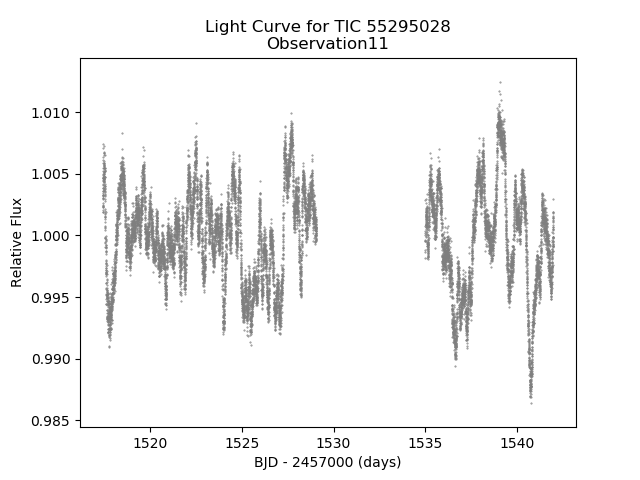 Light Curve for TIC 55295028
Observation11
1.010
1.005
1.000
0.995
0.990
0.985
Relative Flux
1520
1525
1530
1535
1540
BJD - 2457000 (days)